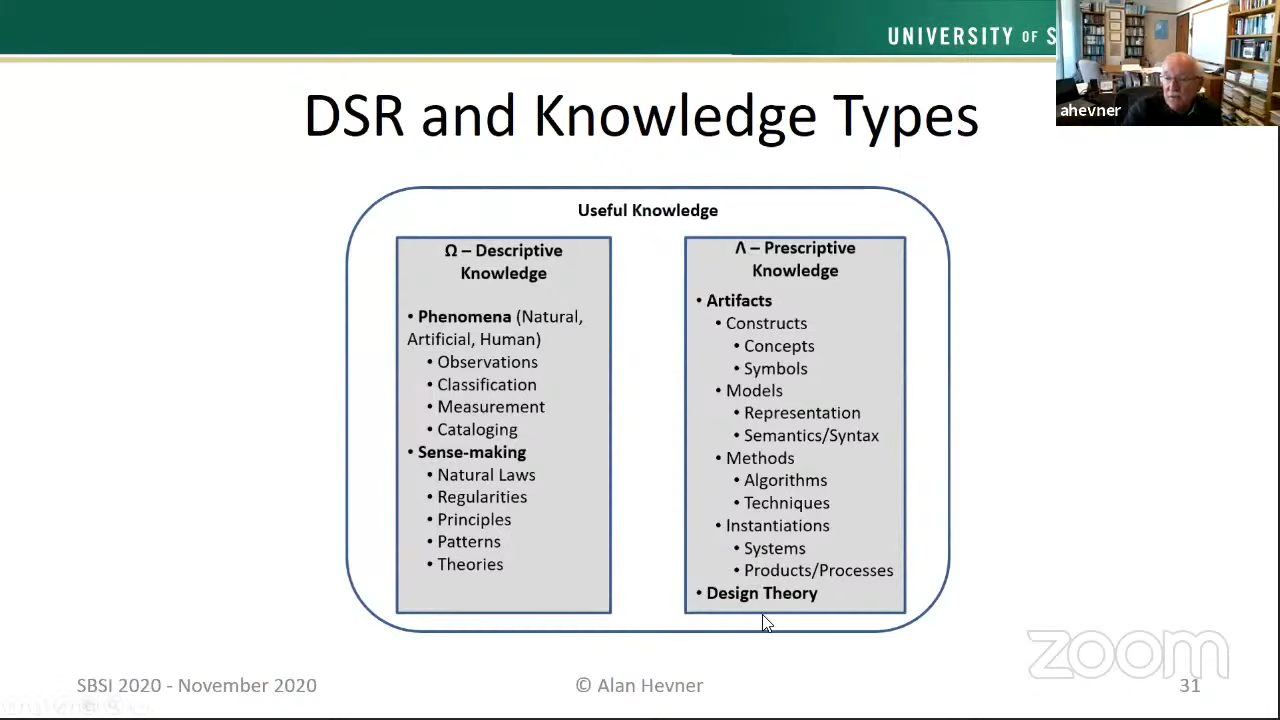 UNIVERSITY OF S
ahevner
DSR and Knowledge Types
Useful Knowledge
Ω – Descriptive
Knowledge
• Phenomena (Natural,
Artificial, Human)
• Observations
• Classification
• Measurement
• Cataloging
• Sense-making
• Natural Laws
• Regularities
• Principles
• Patterns
• Theories
Λ – Prescriptive
Knowledge
• Artifacts
• Constructs
• Concepts
• Symbols
• Models
• Representation
• Semantics/Syntax
• Methods
• Algorithms
• Techniques
• Instantiations
• Systems
• Products/Processes
• Design Theory
zoom
SBSI 2020 - November 2020
© Alan Hevner
31